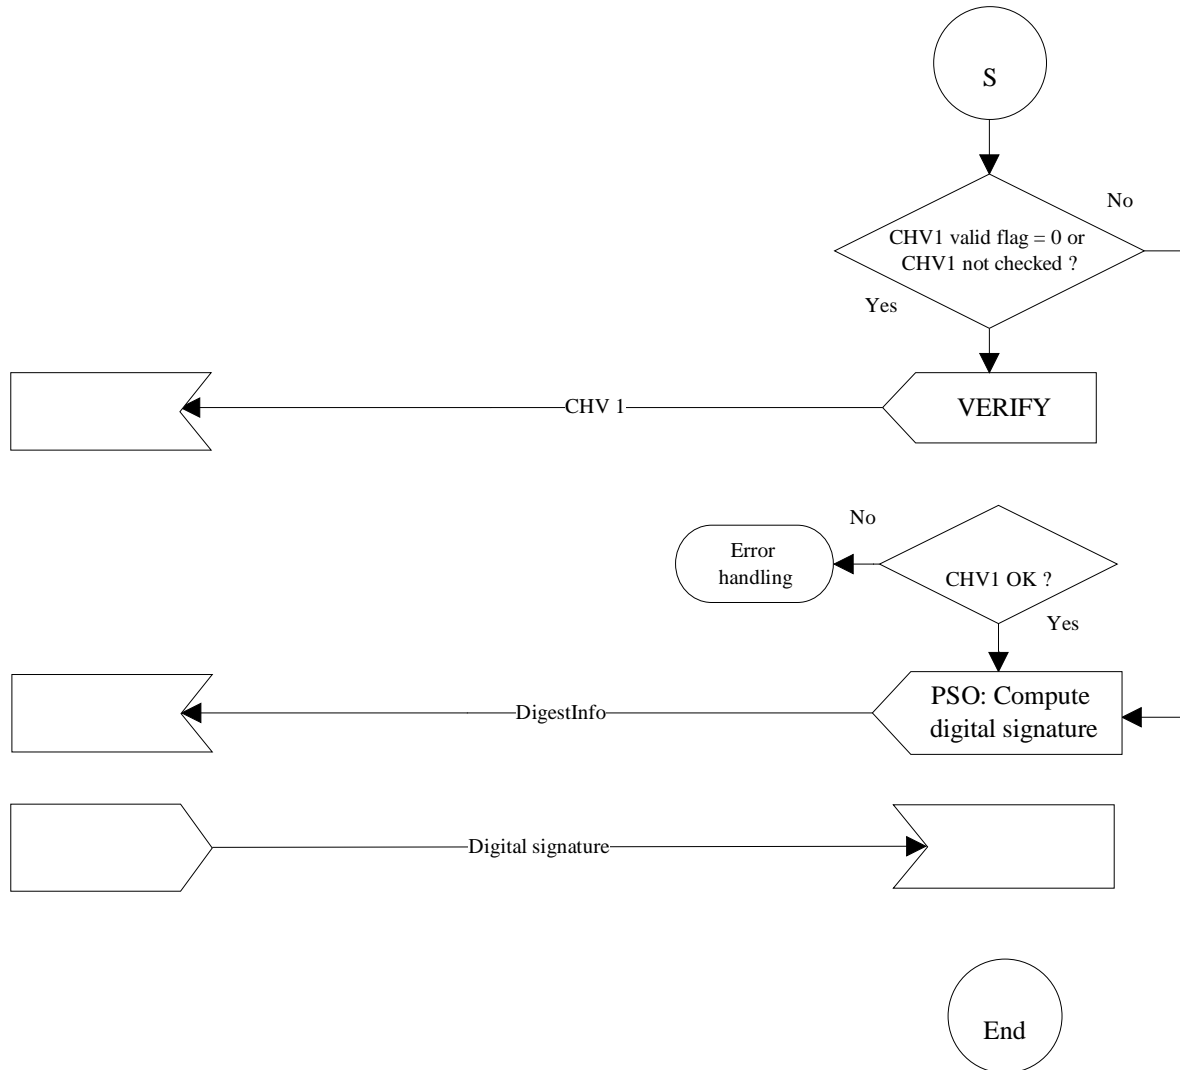 S
No
CHV1 valid flag = 0 or
CHV1 not checked ?
Yes
CHV 1
VERIFY
No
Error
handling
CHV1 OK ?
Yes
PSO: Compute
digital signature
DigestInfo
Digital signature
End